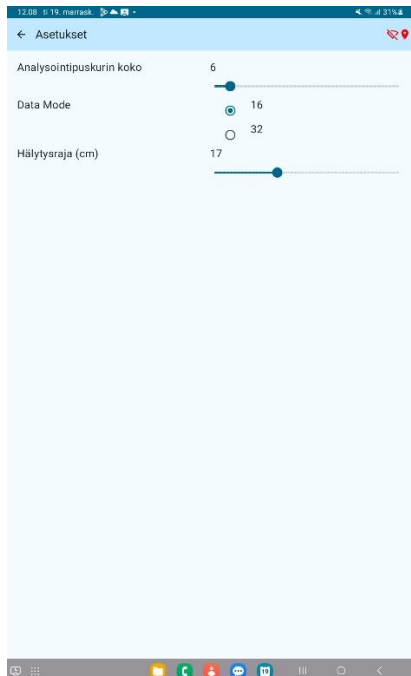 12.08 ti 19. marrask. 31%
Asetukset
Analysointipuskurin koko 6
Data Mode 16
32
Hälytysraja (cm) 17